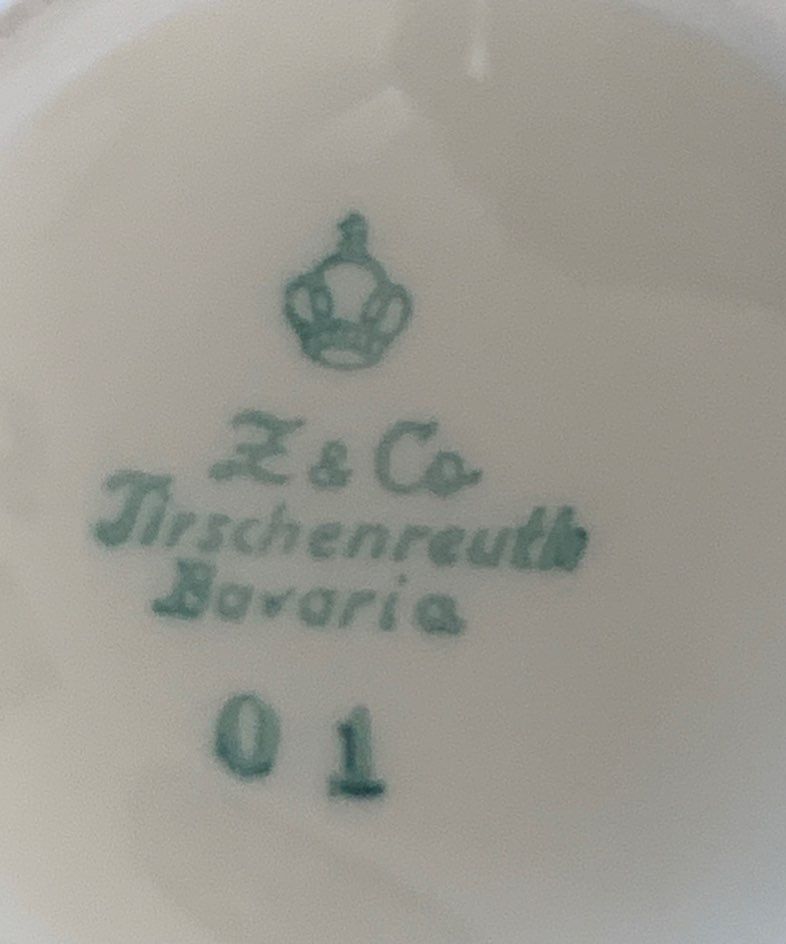 Z & Co
Tirschenreuth
Bavaria
01